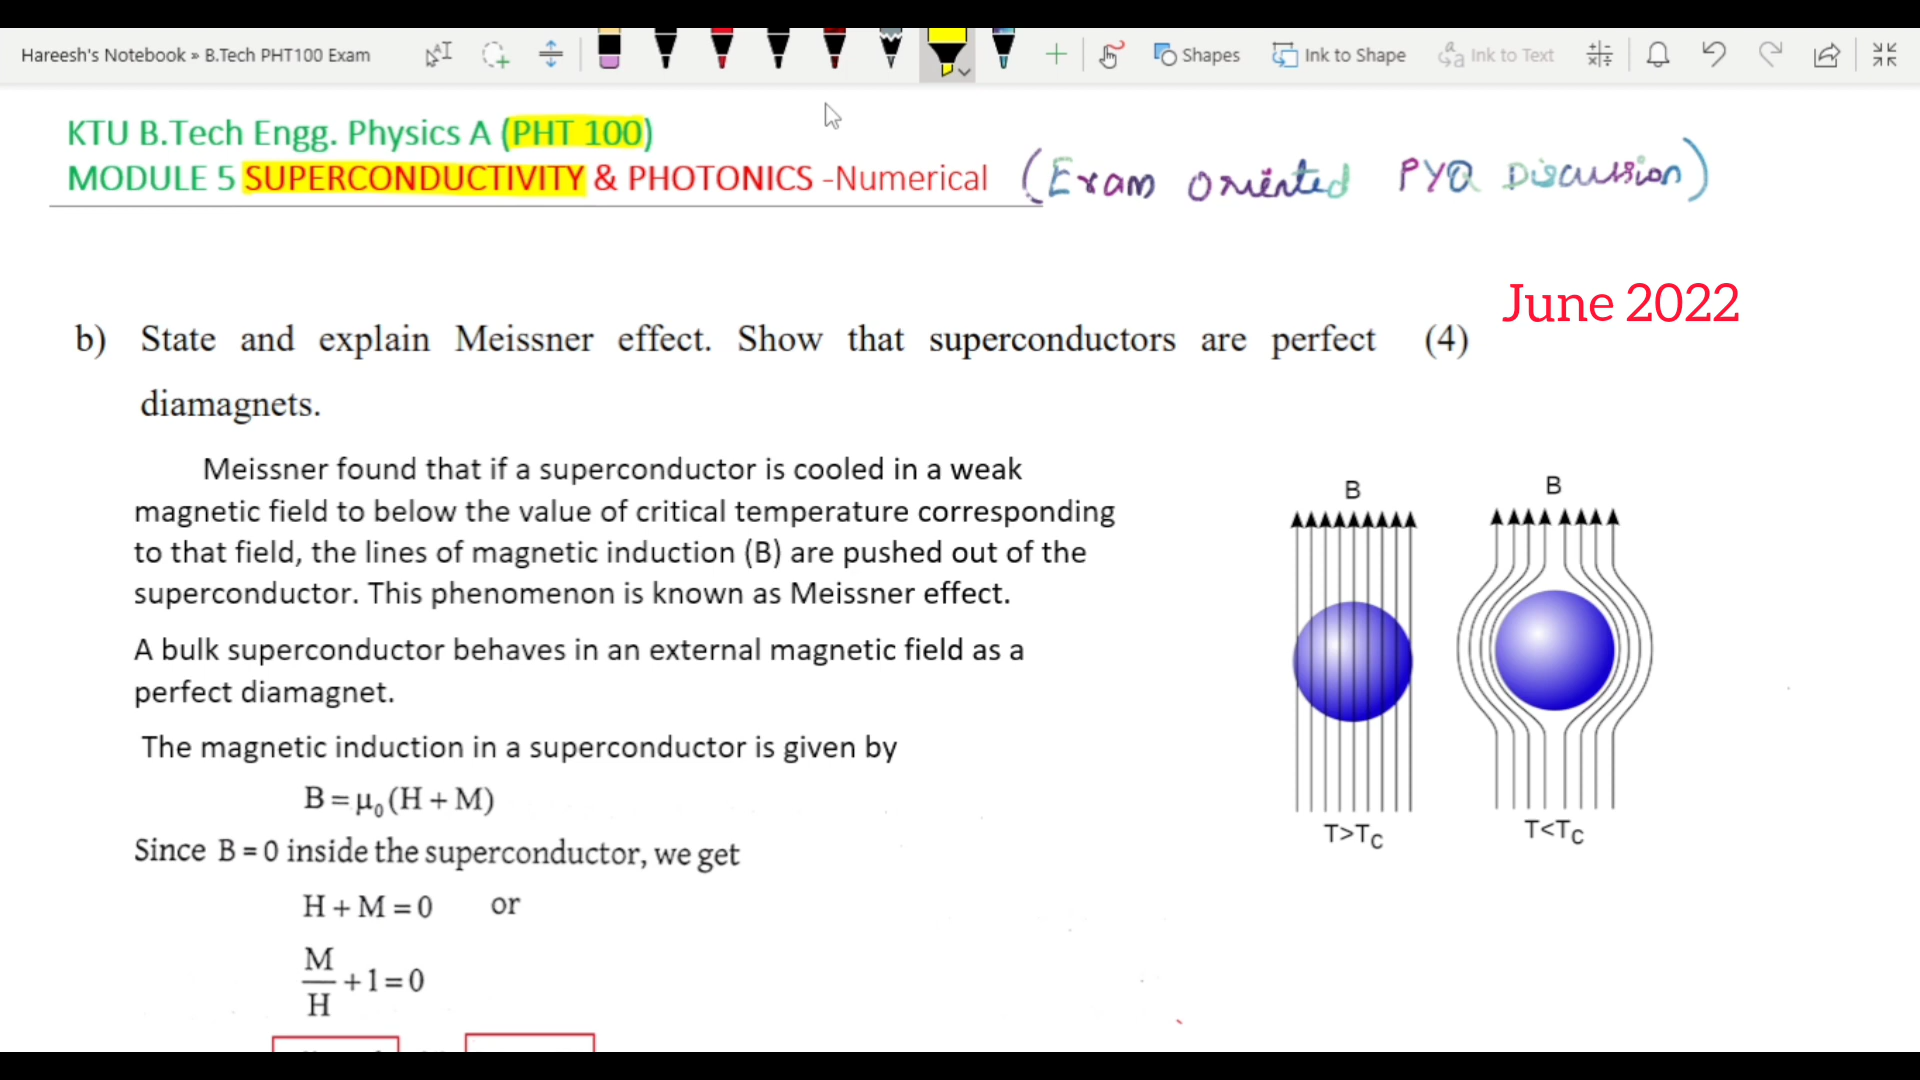 Hareesh's Notebook » B.Tech PHT100 Exam
Shapes
Ink to Shape
Ink to Text
KTU B.Tech Engg. Physics A (PHT 100)
MODULE 5 SUPERCONDUCTIVITY & PHOTONICS -Numerical (Exam Oriented PYQ Discussion)
June 2022
b) State and explain Meissner effect. Show that superconductors are perfect (4)
diamagnets.
Meissner found that if a superconductor is cooled in a weak
magnetic field to below the value of critical temperature corresponding
to that field, the lines of magnetic induction (B) are pushed out of the
superconductor. This phenomenon is known as Meissner effect.
A bulk superconductor behaves in an external magnetic field as a
perfect diamagnet.
The magnetic induction in a superconductor is given by
B = μ₀ (H + M)
Since B = 0 inside the superconductor, we get
H + M = 0 or
M
— + 1 = 0
H
B
B
T>Tc
T<Tc